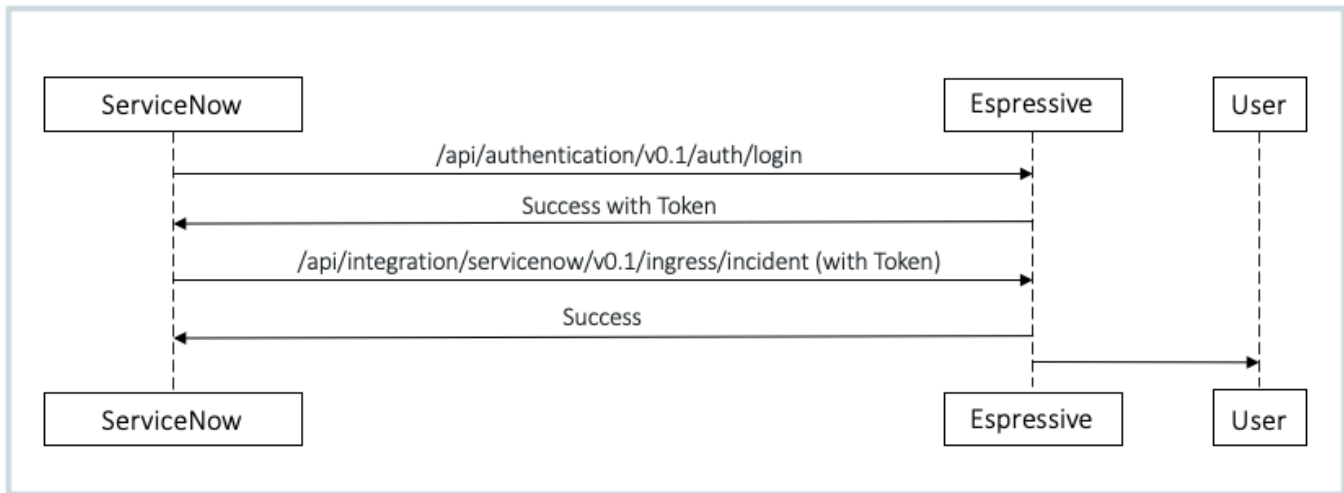 ServiceNow
Espressive
User
/api/authentication/v0.1/auth/login
Success with Token
/api/integration/servicenow/v0.1/ingress/incident (with Token)
Success
ServiceNow
Espressive
User